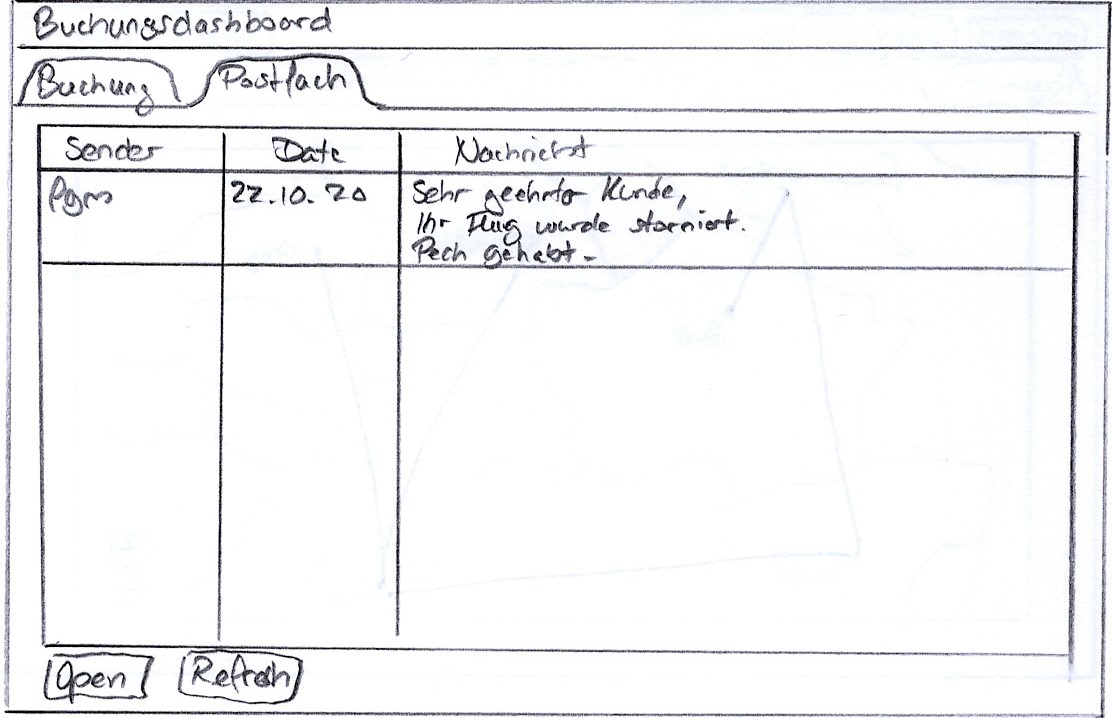 Buchungsdashboard
Buchung Postfach
Sender Date Nachricht
Pgm 22.10.20 Sehr geehrter Kunde,
Ihr Flug wurde storniert.
Pech gehabt.
Open Refresh